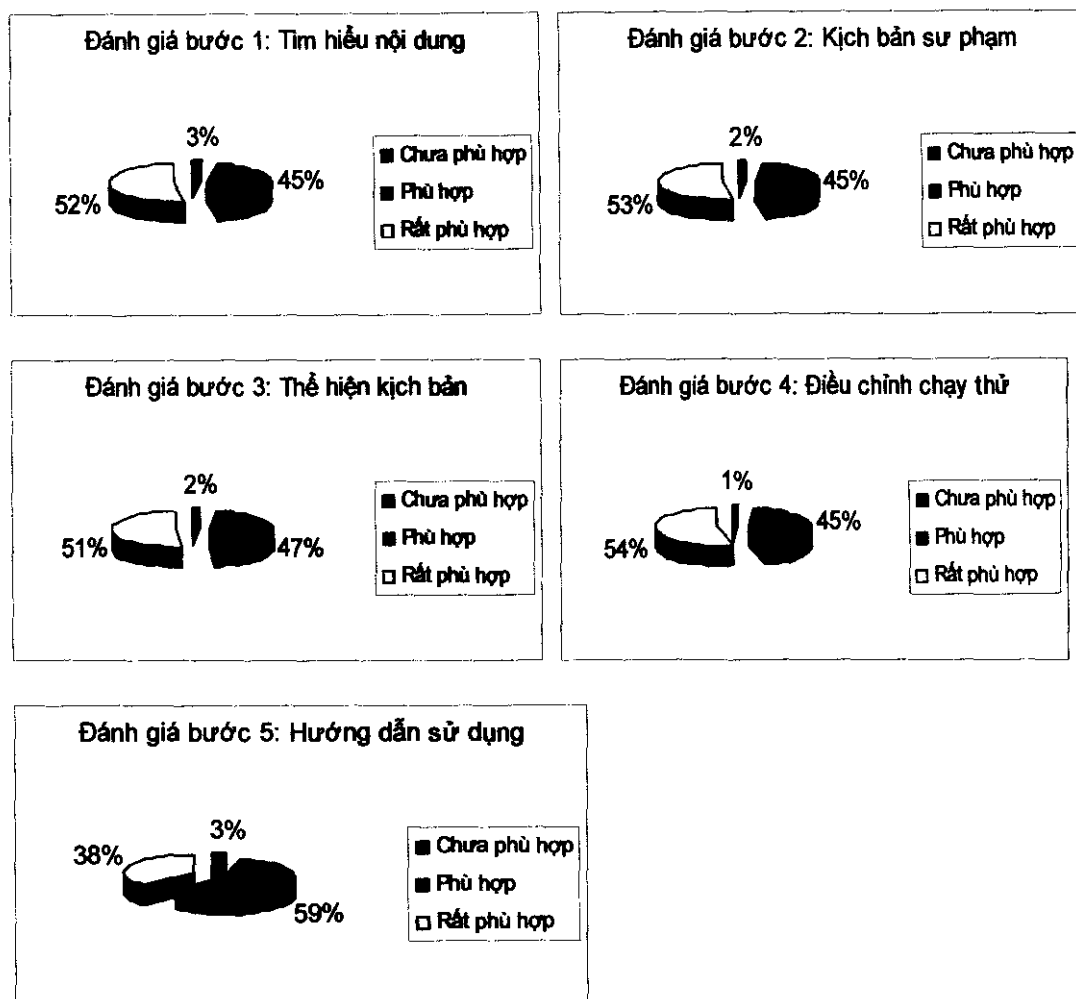 Đánh giá bước 1: Tìm hiểu nội dung
3%
45%
52%
Chưa phù hợp
Phù hợp
Rất phù hợp
Đánh giá bước 2: Kịch bản sư phạm
2%
45%
53%
Chưa phù hợp
Phù hợp
Rất phù hợp
Đánh giá bước 3: Thể hiện kịch bản
2%
47%
51%
Chưa phù hợp
Phù hợp
Rất phù hợp
Đánh giá bước 4: Điều chỉnh chạy thử
1%
45%
54%
Chưa phù hợp
Phù hợp
Rất phù hợp
Đánh giá bước 5: Hướng dẫn sử dụng
3%
38%
59%
Chưa phù hợp
Phù hợp
Rất phù hợp